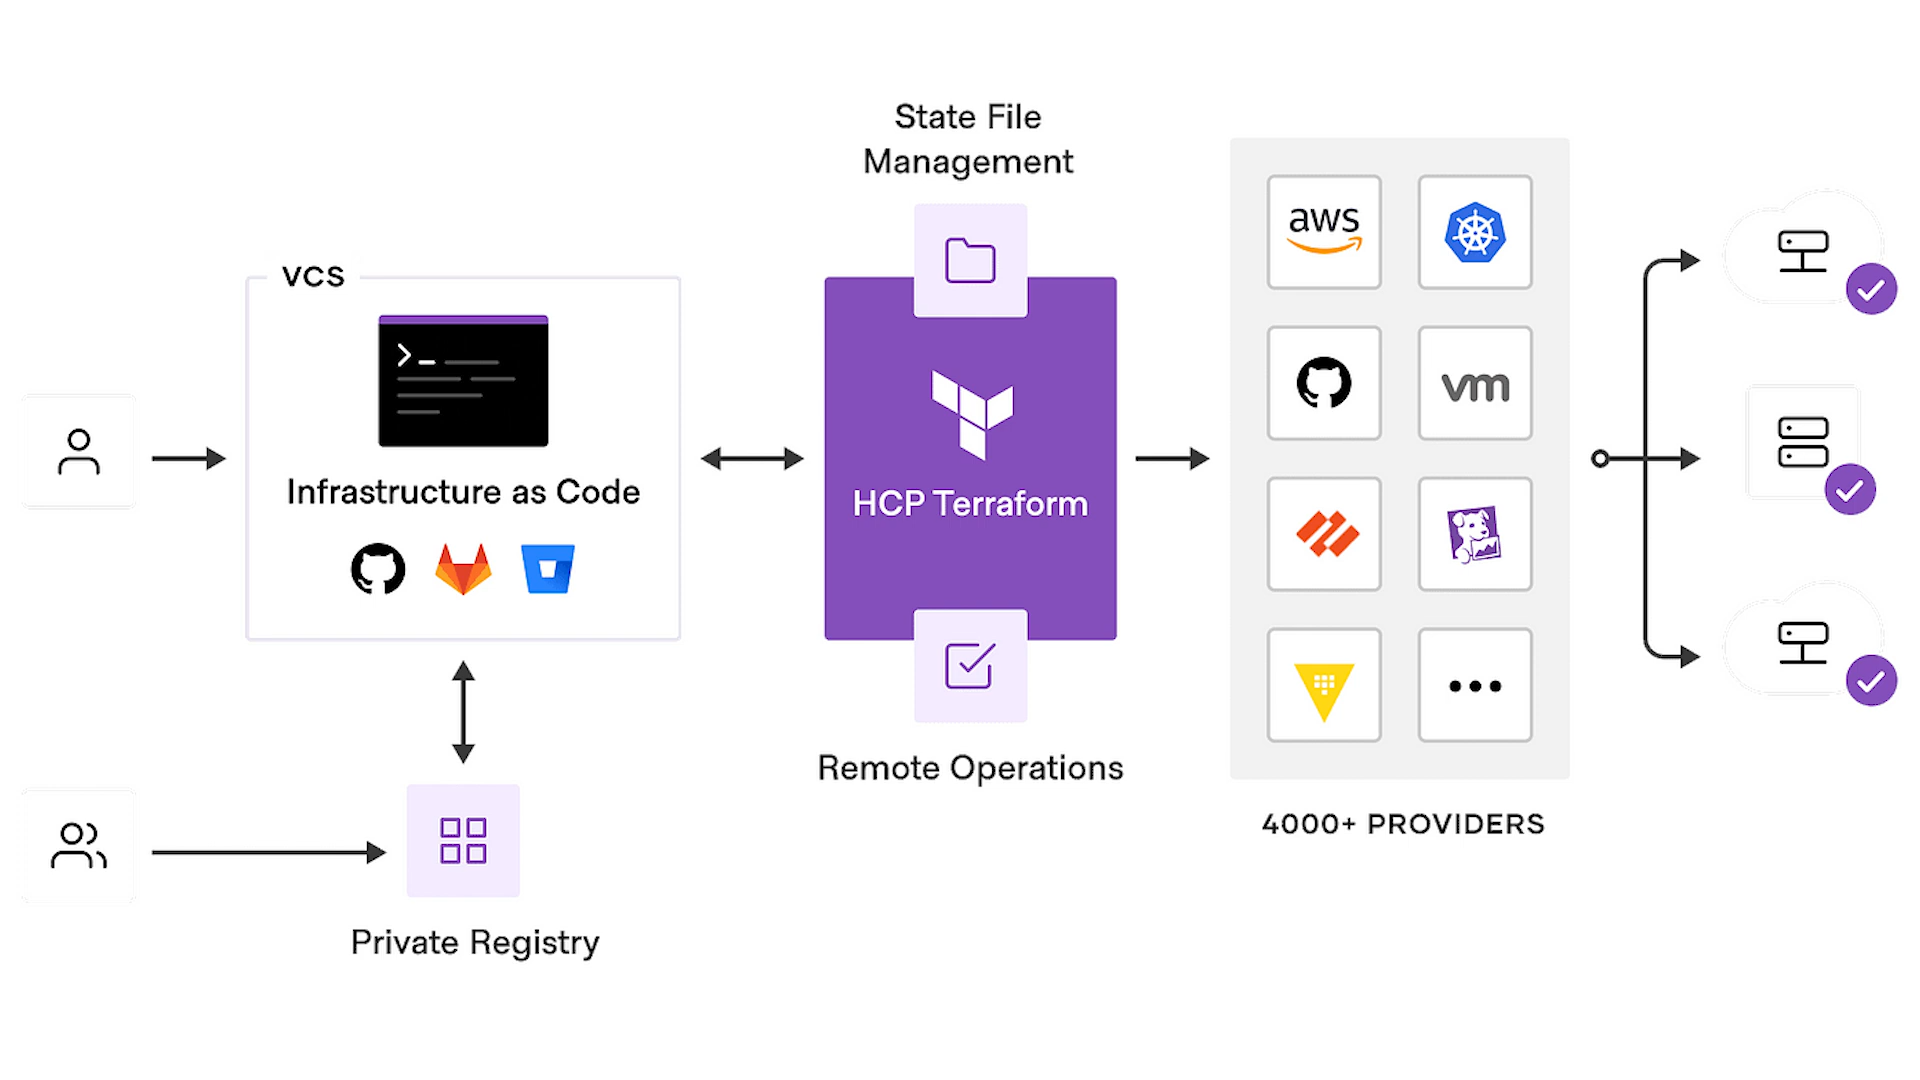 State File
Management
VCS
Infrastructure as Code
HCP Terraform
aws
vm
Remote Operations
4000+ PROVIDERS
Private Registry